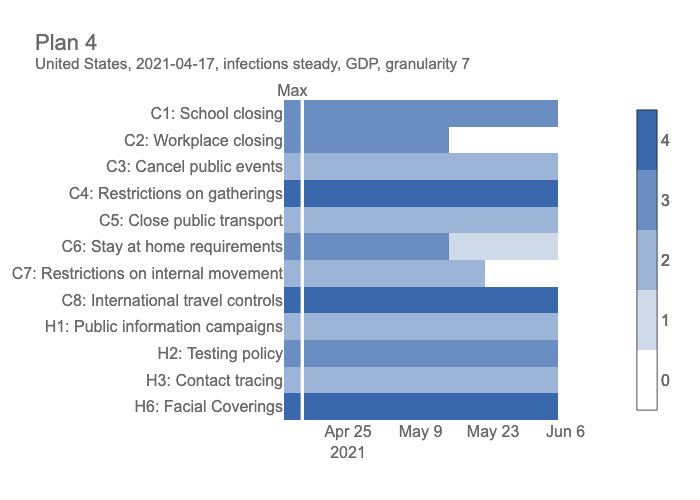 Plan 4
United States, 2021-04-17, infections steady, GDP, granularity 7
Max
C1: School closing
C2: Workplace closing
C3: Cancel public events
C4: Restrictions on gatherings
C5: Close public transport
C6: Stay at home requirements
C7: Restrictions on internal movement
C8: International travel controls
H1: Public information campaigns
H2: Testing policy
H3: Contact tracing
H6: Facial Coverings
Apr 25 May 9 May 23 Jun 6
2021
4
3
2
1
0